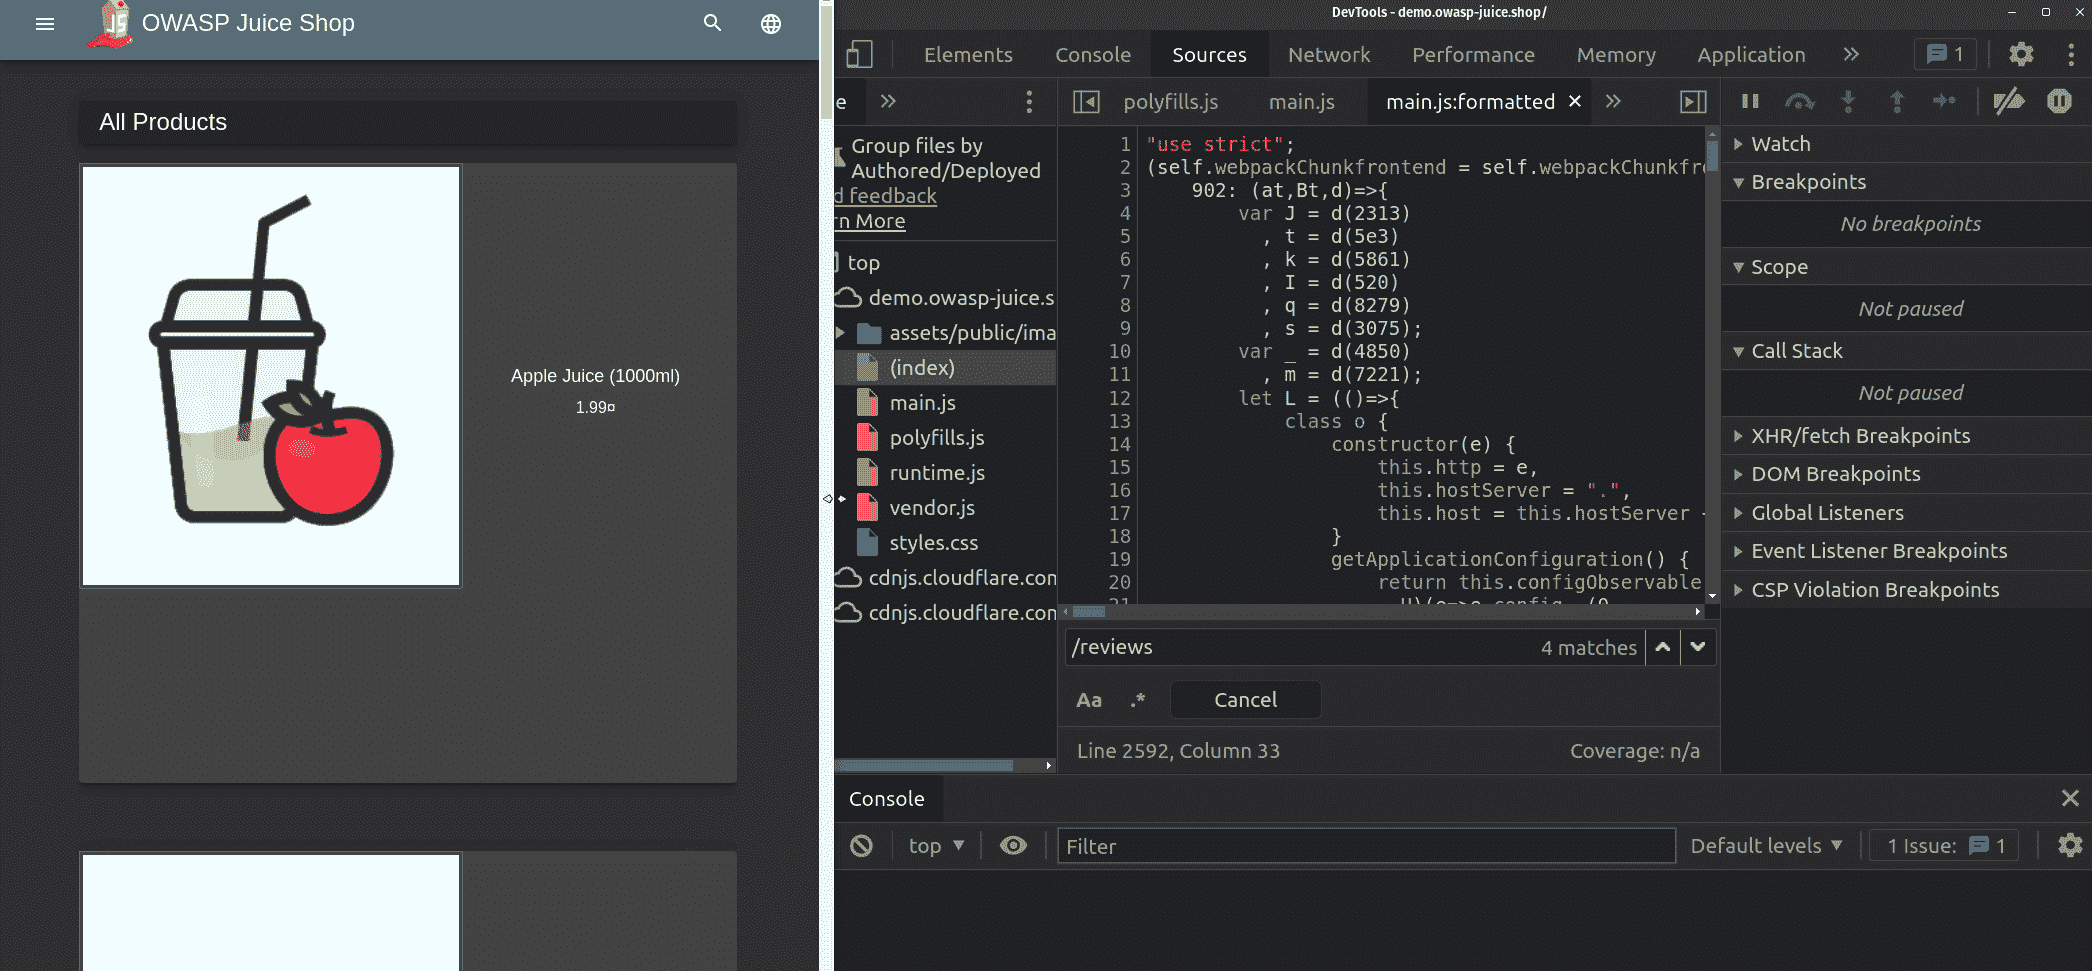 OWASP Juice Shop
All Products
Apple Juice (1000ml)
1.99¤
DevTools - demo.owasp-juice.shop/
Elements Console Sources Network Performance Memory Application » 1
e »
polyfills.js main.js main.js:formatted × »
Group files by
Authored/Deployed
d feedback
rn More
top
demo.owasp-juice.s
assets/public/ima
(index)
main.js
polyfills.js
runtime.js
vendor.js
styles.css
cdnjs.cloudflare.com
cdnjs.cloudflare.com
1 "use strict";
2 (self.webpackChunkfrontend = self.webpackChunkfr
3 902: (at,Bt,d)=>{
4 var J = d(2313)
5 , t = d(5e3)
6 , k = d(5861)
7 , I = d(520)
8 , q = d(8279)
9 , s = d(3075);
10 var _ = d(4850)
11 , m = d(7221);
12 let L = (()=>{
13 class o {
14 constructor(e) {
15 this.http = e,
16 this.hostServer = ".",
17 this.host = this.hostServer
18 }
19 getApplicationConfiguration() {
20 return this.configObservable
21
/reviews 4 matches
Aa .* Cancel
Line 2592, Column 33 Coverage: n/a
Watch
Breakpoints
No breakpoints
Scope
Not paused
Call Stack
Not paused
XHR/fetch Breakpoints
DOM Breakpoints
Global Listeners
Event Listener Breakpoints
CSP Violation Breakpoints
Console
top Filter Default levels 1 Issue: 1